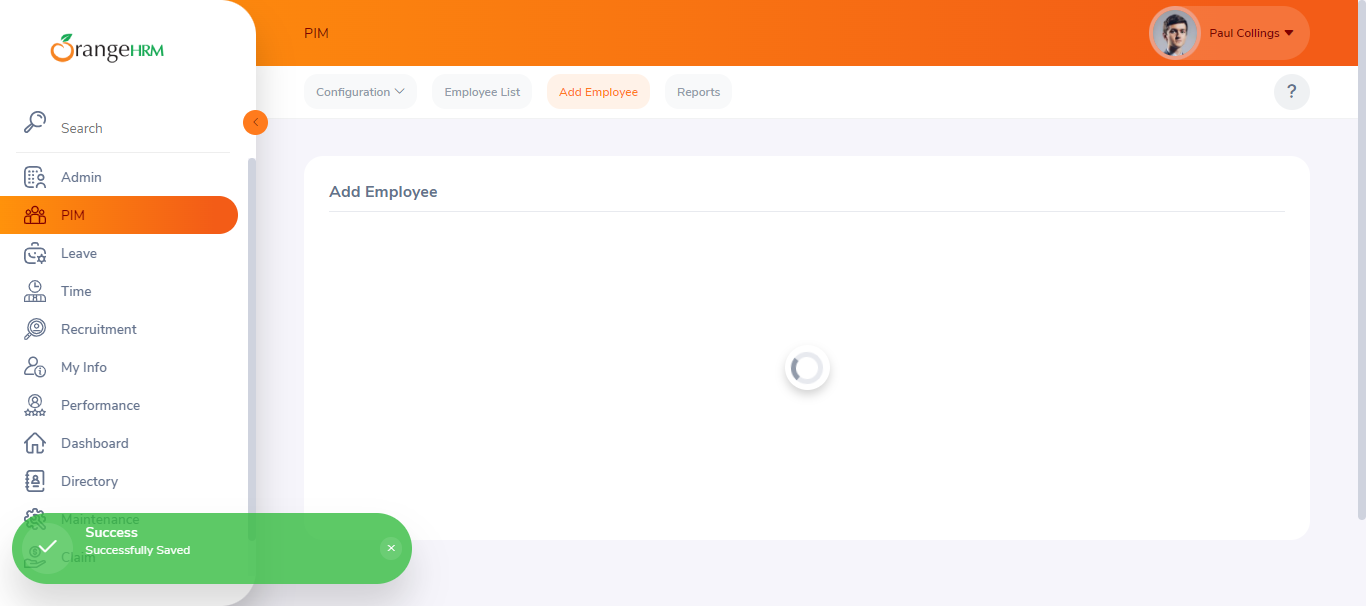 OrangeHRM
PIM
Paul Collings
Configuration
Employee List
Add Employee
Reports
?
Search
Admin
PIM
Leave
Time
Recruitment
My Info
Performance
Dashboard
Directory
Maintenance
Claim
Add Employee
Success
Successfully Saved